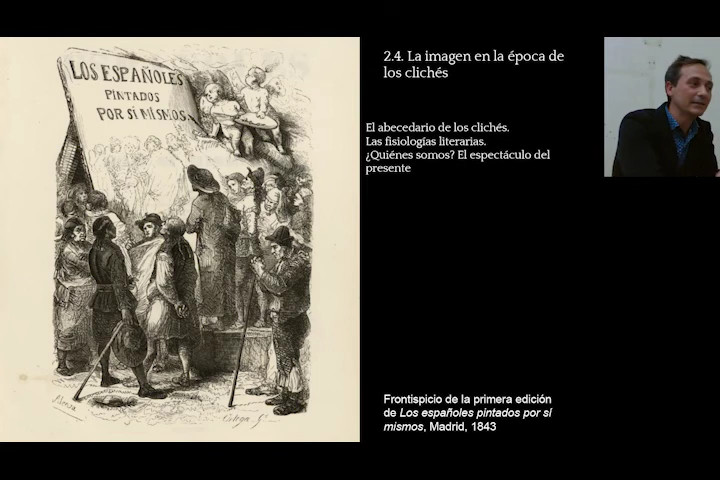 LOS ESPAÑOLES
PINTADOS
POR SÍ MISMOS
2.4. La imagen en la época de
los clichés
El abecedario de los clichés.
Las fisiologías literarias.
¿Quiénes somos? El espectáculo del
presente
Frontispicio de la primera edición
de Los españoles pintados por sí
mismos, Madrid, 1843